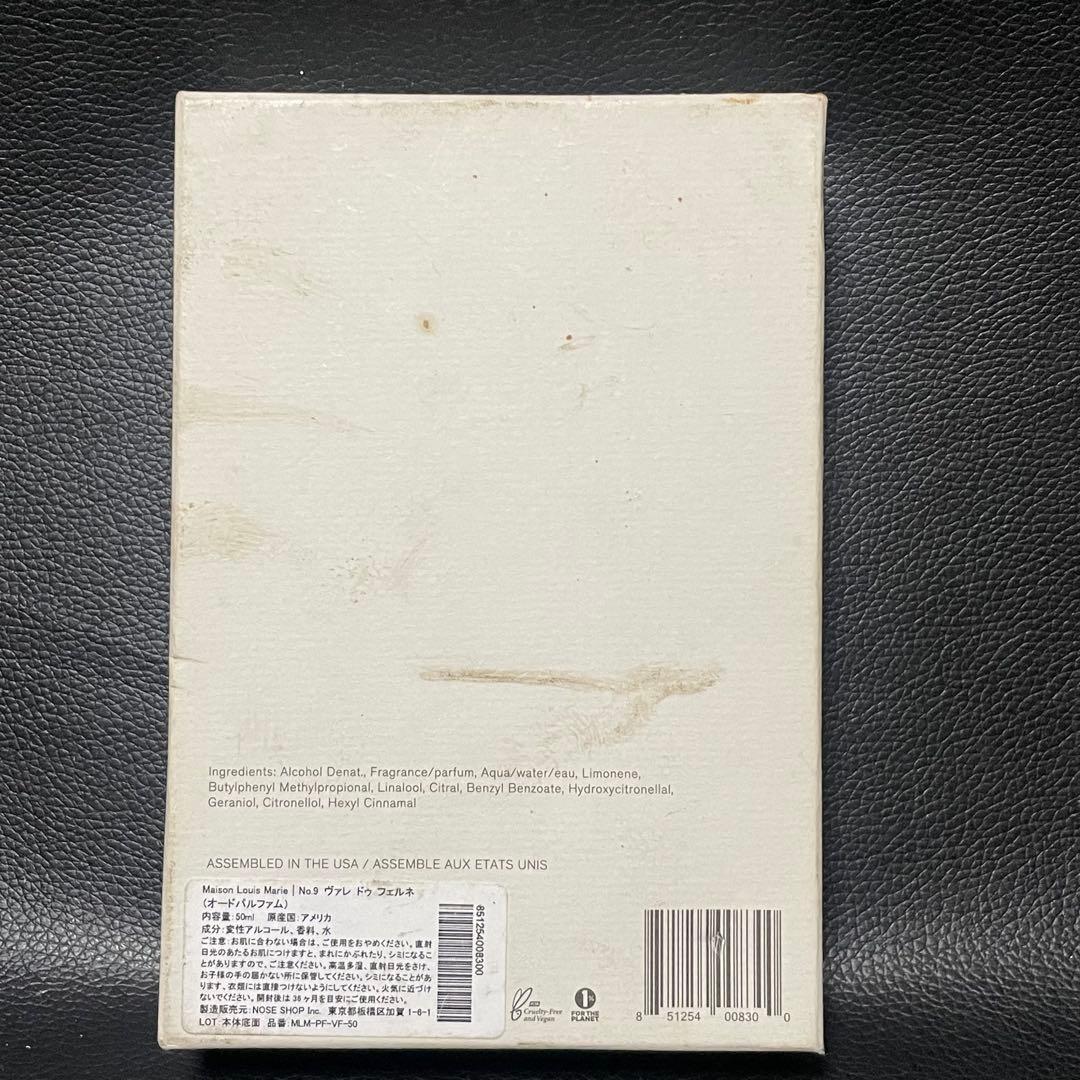 Ingredients: Alcohol Denat., Fragrance/parfum, Aqua/water/eau, Limonene,
Butylphenyl Methylpropional, Linalool, Citral, Benzyl Benzoate, Hydroxycitronellal,
Geraniol, Citronellol, Hexyl Cinnamal
ASSEMBLED IN THE USA / ASSEMBLE AUX ETATS UNIS
Maison Louis Marie | No.9 ヴァレ ドゥ フェルネ
(オードパルファム)
内容量:50ml 原産国:アメリカ
成分:変性アルコール、香料、水
ご注意:お肌に合わない場合は、ご使用をおやめください。直射
日光のあたるお肌につけますと、まれにかぶれたり、シミになるこ
とがありますので、ご注意ください。高温多湿、直射日光をさけ、
お子様の手の届かない所に保管してください。シミになることがあ
ります、衣類には直接つけないようにしてください。火気に近づけ
ないでください。開封後は36ヶ月を目安にご使用ください。
製造販売元:NOSE SHOP Inc. 東京都板橋区加賀 1-6-1
LOT:本体底面 品番:MLM-PF-VF-50
851254008300
Cruelty-Free
and Vegan
1%
FOR THE
PLANET
8 51254 00830 0